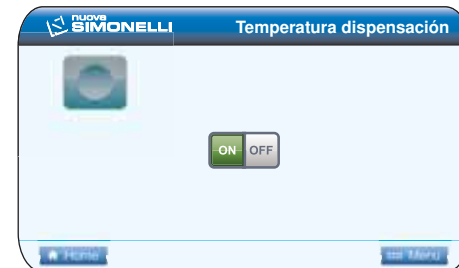 nuova
SIMONELLI
Temperatura dispensación
ON OFF
Home
Menu